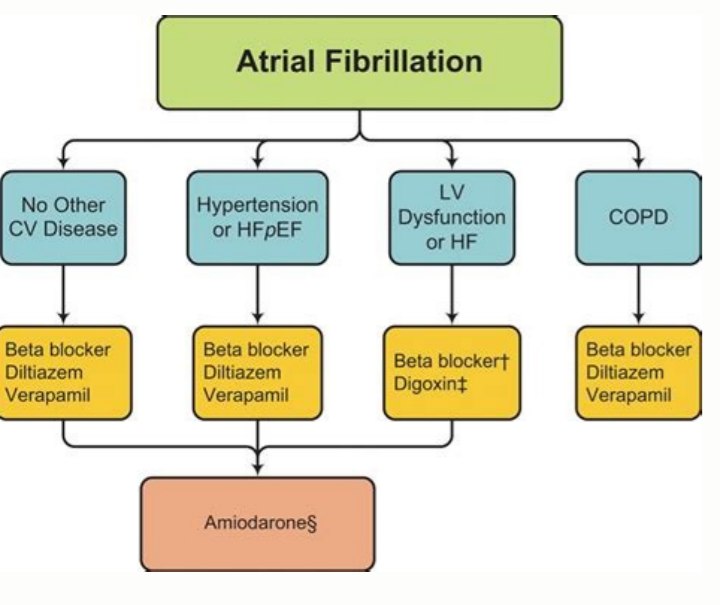 Atrial Fibrillation
No Other
CV Disease
Hypertension
or HFpEF
LV
Dysfunction
or HF
COPD
Beta blocker
Diltiazem
Verapamil
Beta blocker
Diltiazem
Verapamil
Beta blocker†
Digoxin‡
Beta blocker
Diltiazem
Verapamil
Amiodarone§